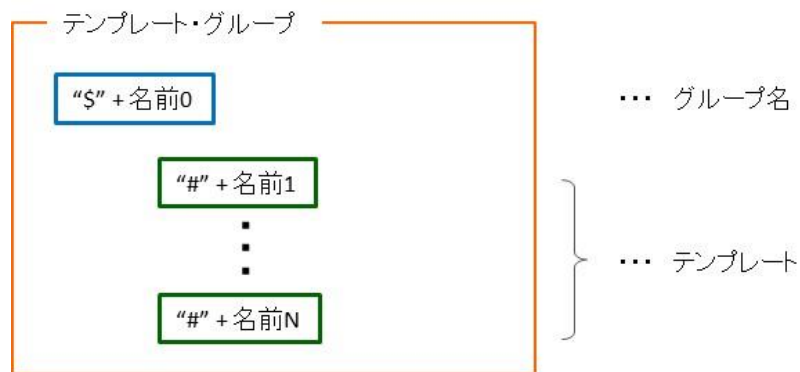 テンプレート・グループ
“$” + 名前0
・・・ グループ名
“#” + 名前1
・・・ テンプレート
“#” + 名前N